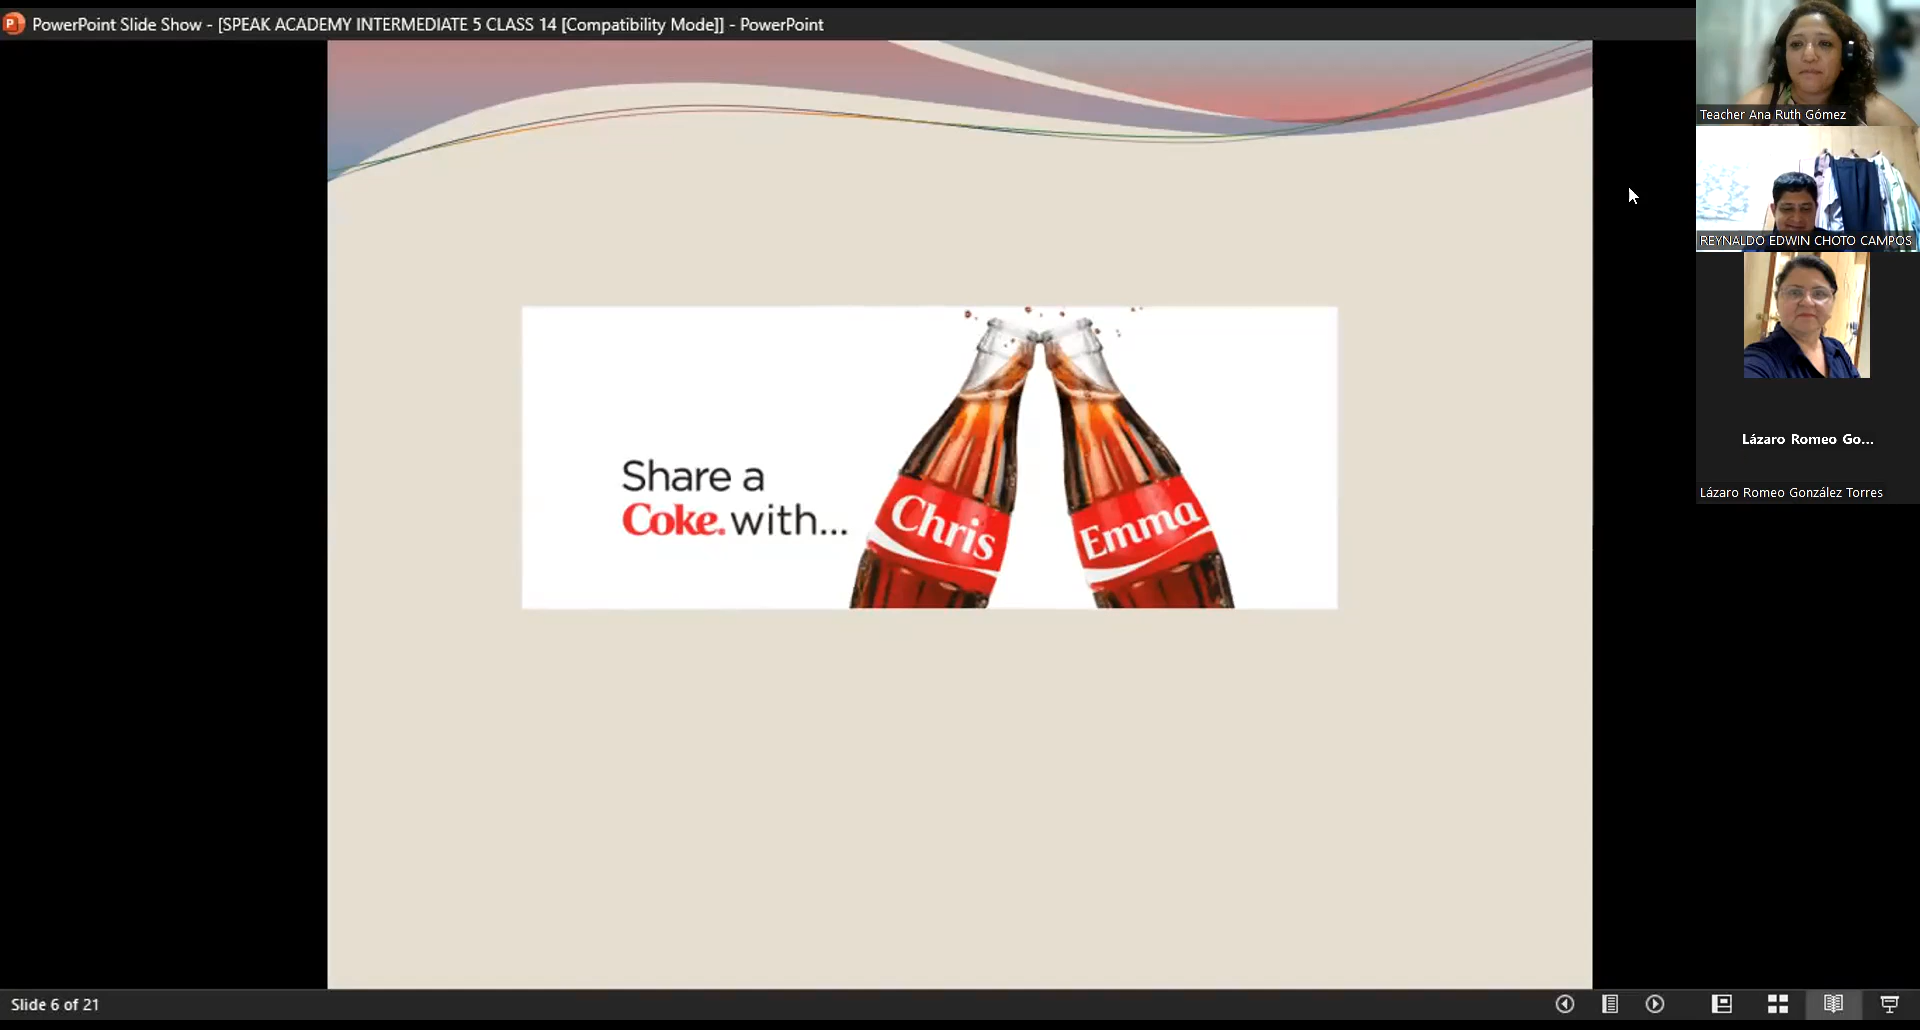 PowerPoint Slide Show - [SPEAK ACADEMY INTERMEDIATE 5 CLASS 14 [Compatibility Mode]] - PowerPoint
Share a
Coke. with...
Chris
Emma
Teacher Ana Ruth Gómez
REYNALDO EDWIN CHOTO CAMPOS
Lázaro Romeo Go...
Lázaro Romeo González Torres
Slide 6 of 21